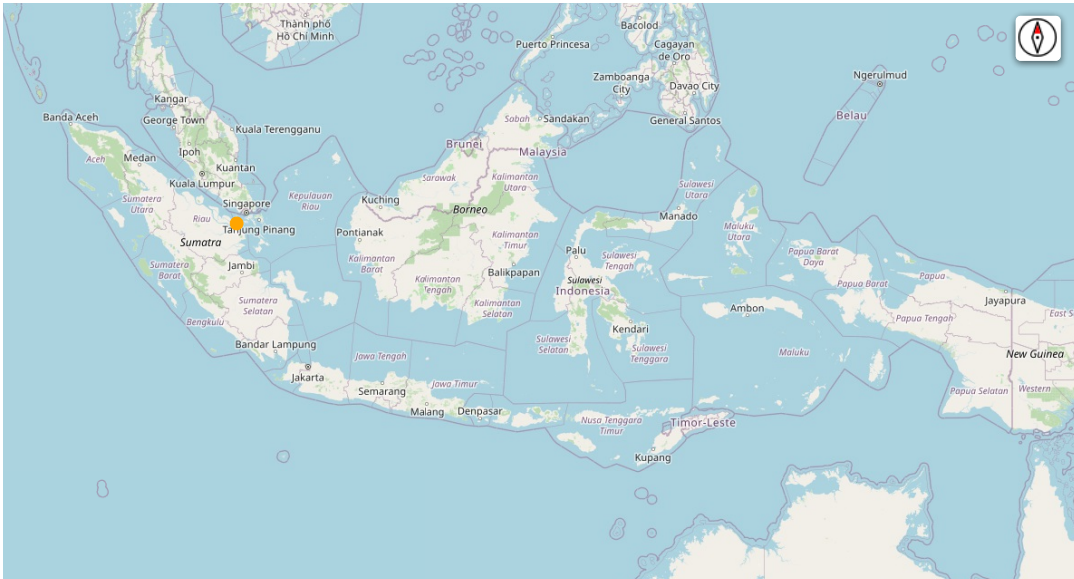 Thành phố
Hồ Chí Minh
Bacolod
Puerto Princesa
Cagayan
de Oro
Zamboanga
City
Davao City
Ngerulmud
Kangar
Banda Aceh
George Town
Kuala Terengganu
Sabah
Sandakan
General Santos
Belau
Ipoh
Brunei
Malaysia
Aceh
Medan
Kuantan
Kuala Lumpur
Sarawak
Kalimantan
Utara
Sumatera
Utara
Singapore
Kepulauan
Riau
Kuching
Sulawesi
Utara
Riau
Borneo
Manado
Tanjung Pinang
Pontianak
Maluku
Utara
Sumatra
Kalimantan
Timur
Palu
Papua Barat
Daya
Sumatera
Barat
Jambi
Kalimantan
Barat
Balikpapan
Sulawesi
Tengah
Kalimantan
Tengah
Sulawesi
Indonesia
Papua Barat
Papua
Sumatera
Selatan
Kalimantan
Selatan
Ambon
Jayapura
Bengkulu
Kendari
Papua Tengah
East S
Bandar Lampung
Sulawesi
Selatan
Sulawesi
Tenggara
Maluku
New Guinea
Jawa Tengah
Jakarta
Semarang
Jawa Timur
Papua Selatan
Western
Malang
Denpasar
Nusa Tenggara
Timur
Timor-Leste
Kupang